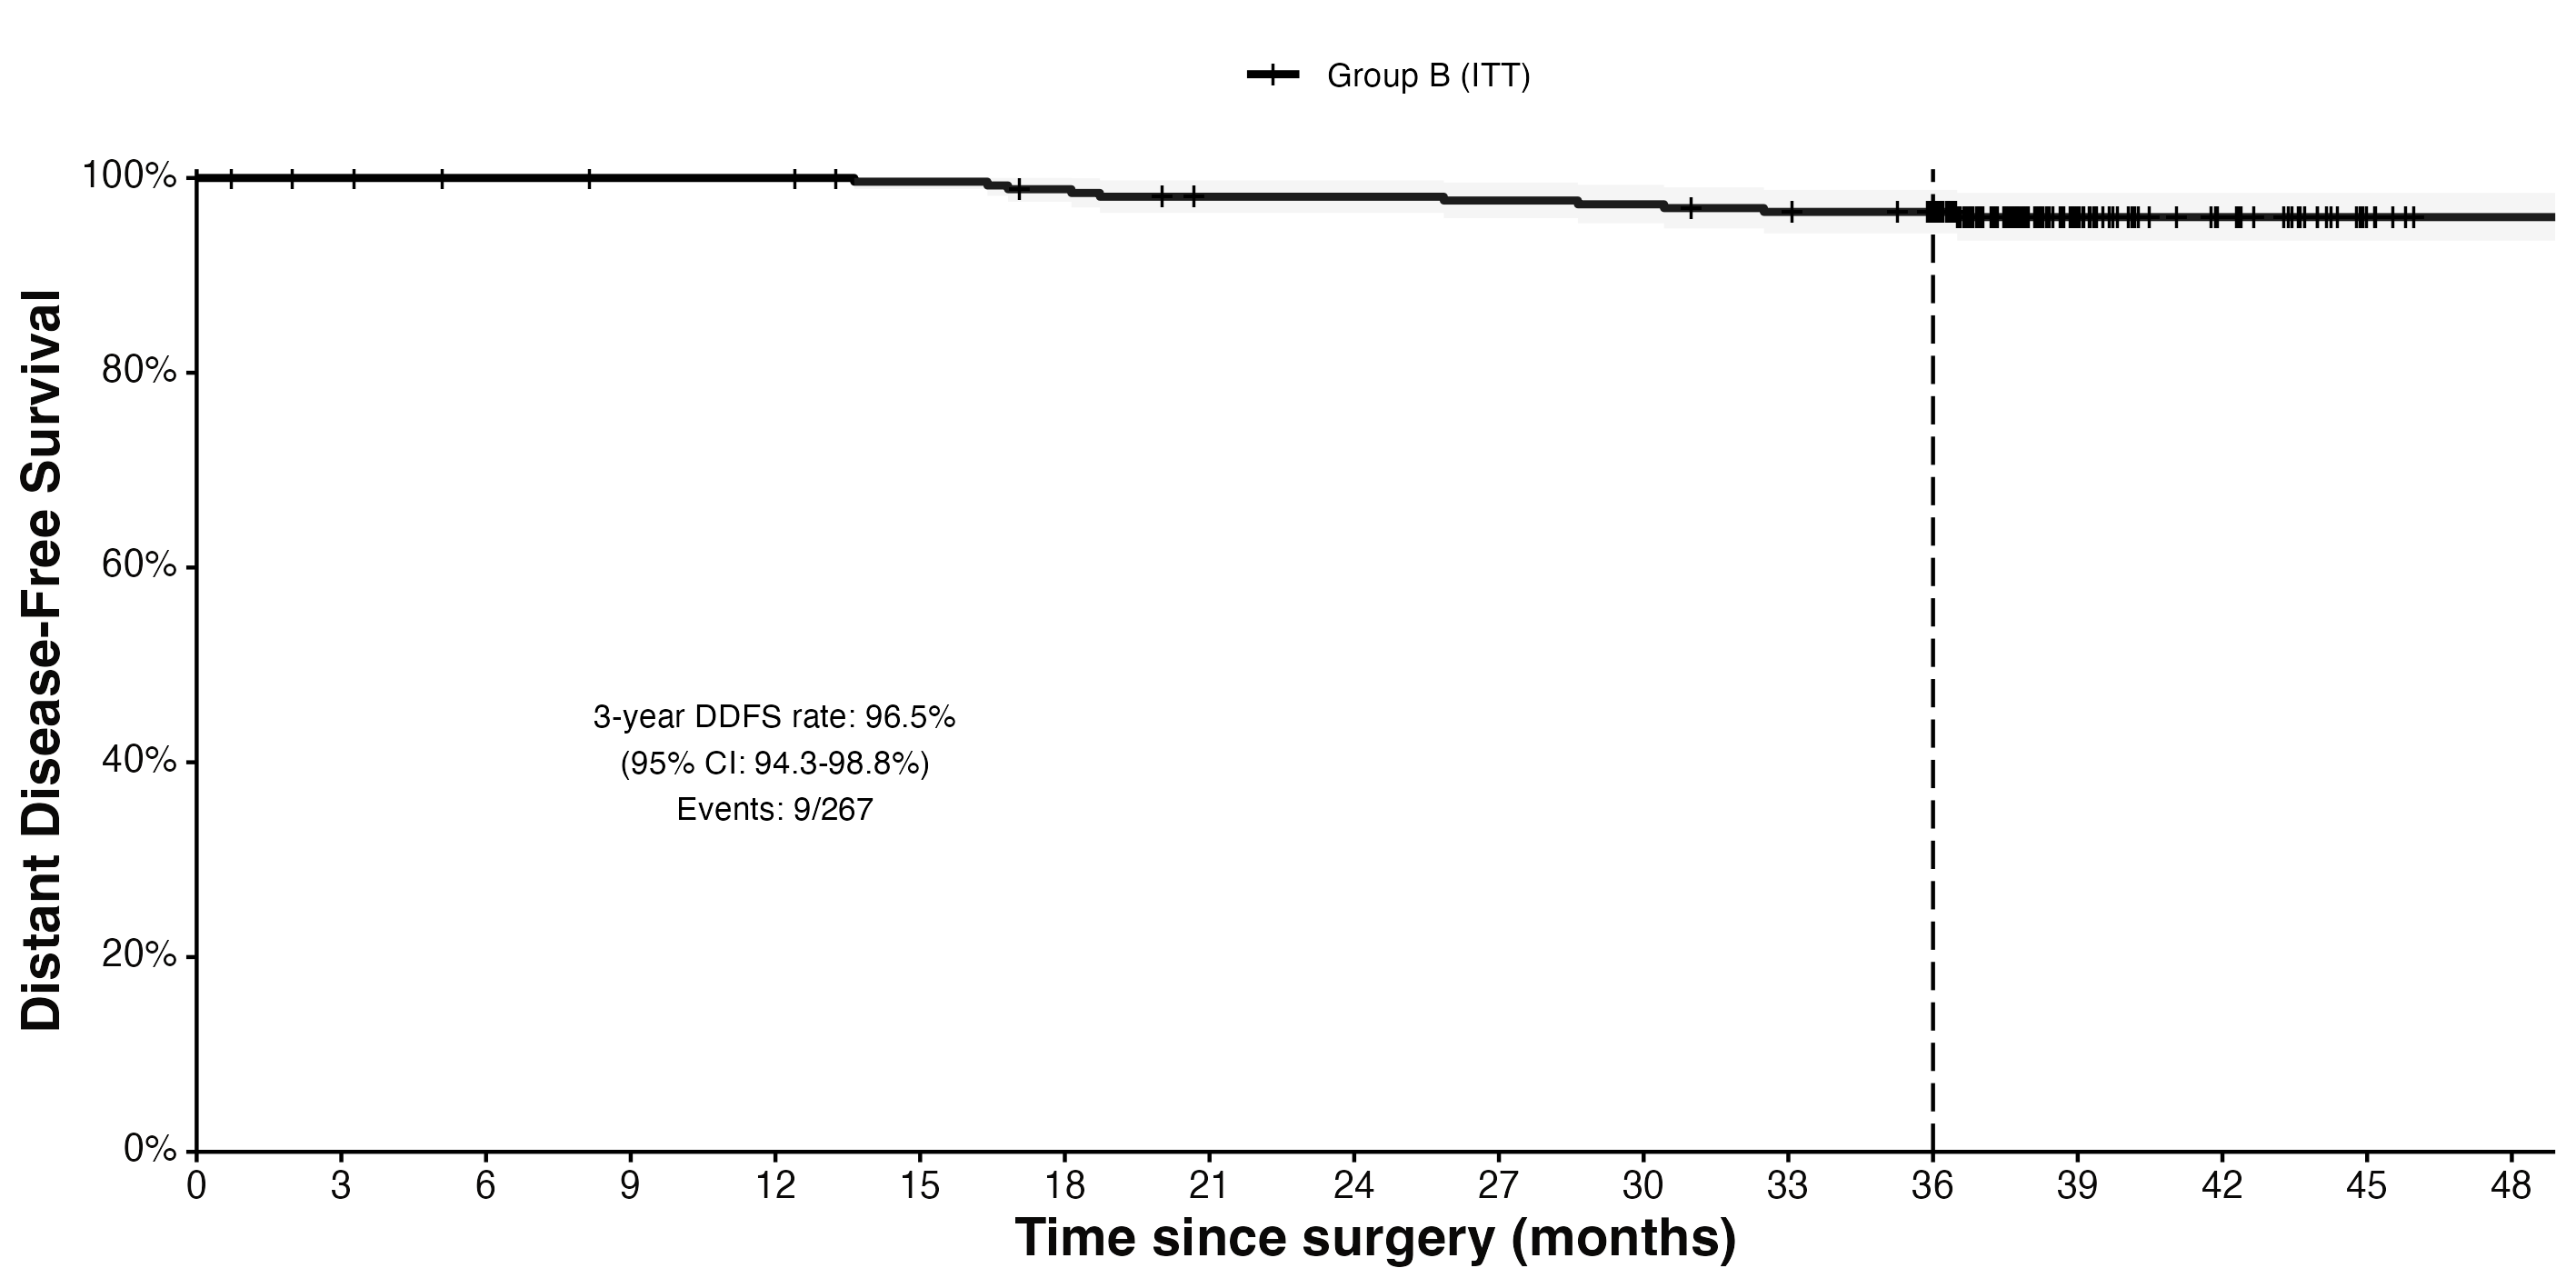 Group B (ITT)
Distant Disease-Free Survival
100%
80%
60%
40%
20%
0%
3-year DDFS rate: 96.5%
(95% CI: 94.3-98.8%)
Events: 9/267
0 3 6 9 12 15 18 21 24 27 30 33 36 39 42 45 48
Time since surgery (months)